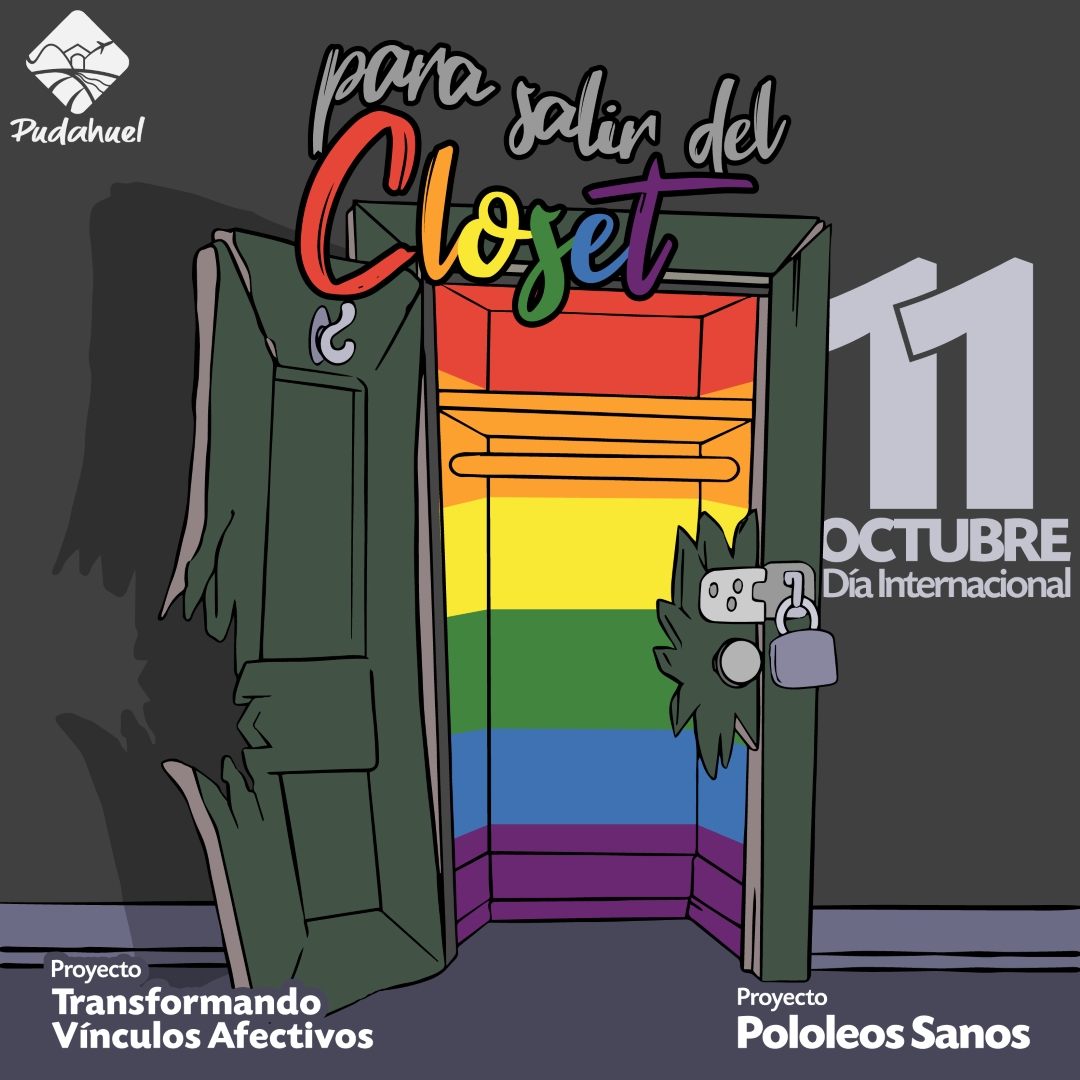 Pudahuel
para salir del
Closet
11
OCTUBRE
Día Internacional
Proyecto
Transformando
Vínculos Afectivos
Proyecto
Pololeos Sanos